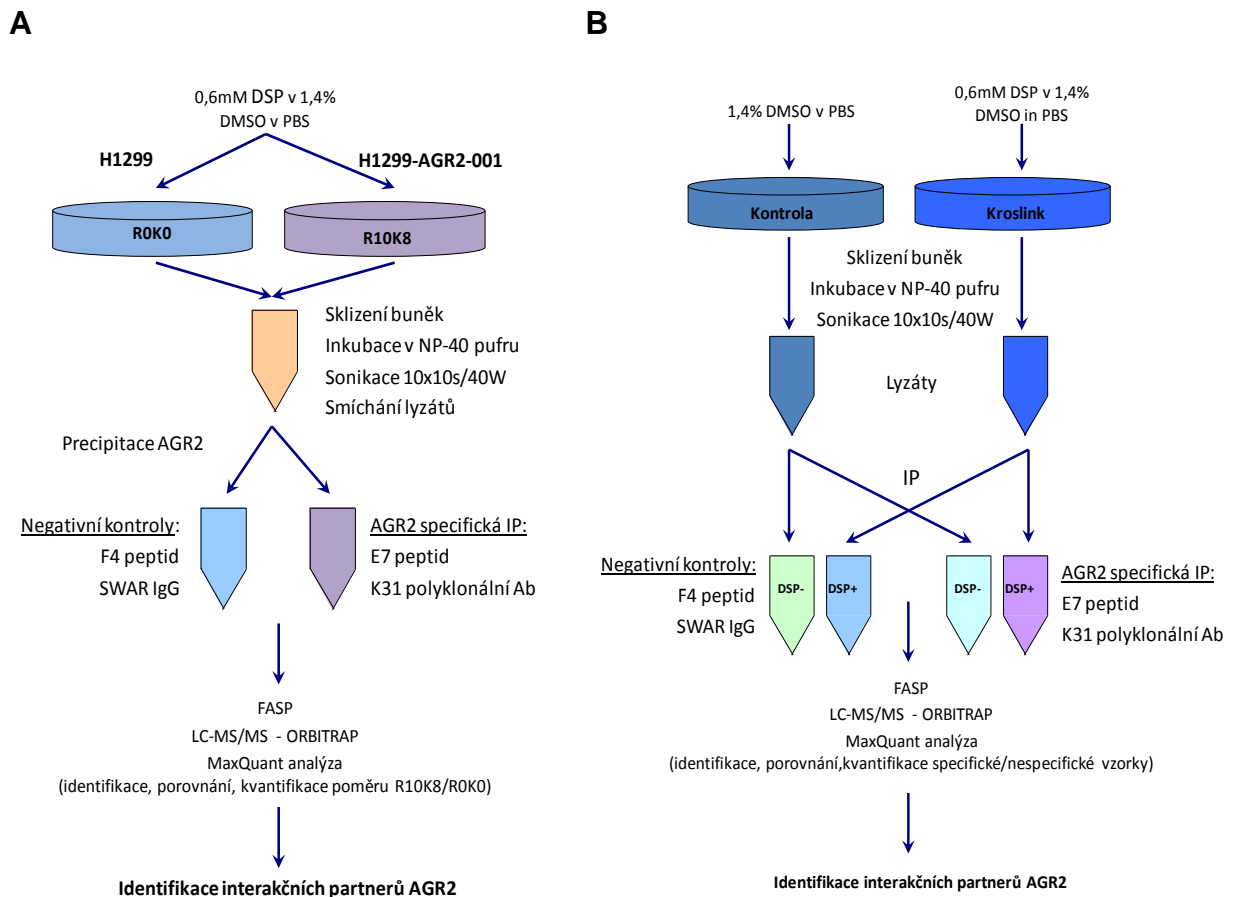 A
0,6mM DSP v 1,4%
DMSO v PBS
H1299
H1299-AGR2-001
R0K0
R10K8
Sklizení buněk
Inkubace v NP-40 pufru
Sonikace 10x10s/40W
Smíchání lyzátů
Precipitace AGR2
Negativní kontroly:
F4 peptid
SWAR IgG
AGR2 specifická IP:
E7 peptid
K31 polyklonální Ab
FASP
LC-MS/MS - ORBITRAP
MaxQuant analýza
(identifikace, porovnání, kvantifikace poměru R10K8/R0K0)
Identifikace interakčních partnerů AGR2
B
1,4% DMSO v PBS
0,6mM DSP v 1,4%
DMSO in PBS
Kontrola
Kroslink
Sklizení buněk
Inkubace v NP-40 pufru
Sonikace 10x10s/40W
Lyzáty
IP
Negativní kontroly:
F4 peptid
SWAR IgG
DSP-
DSP+
DSP-
DSP+
AGR2 specifická IP:
E7 peptid
K31 polyklonální Ab
FASP
LC-MS/MS - ORBITRAP
MaxQuant analýza
(identifikace, porovnání,kvantifikace specifické/nespecifické vzorky)
Identifikace interakčních partnerů AGR2